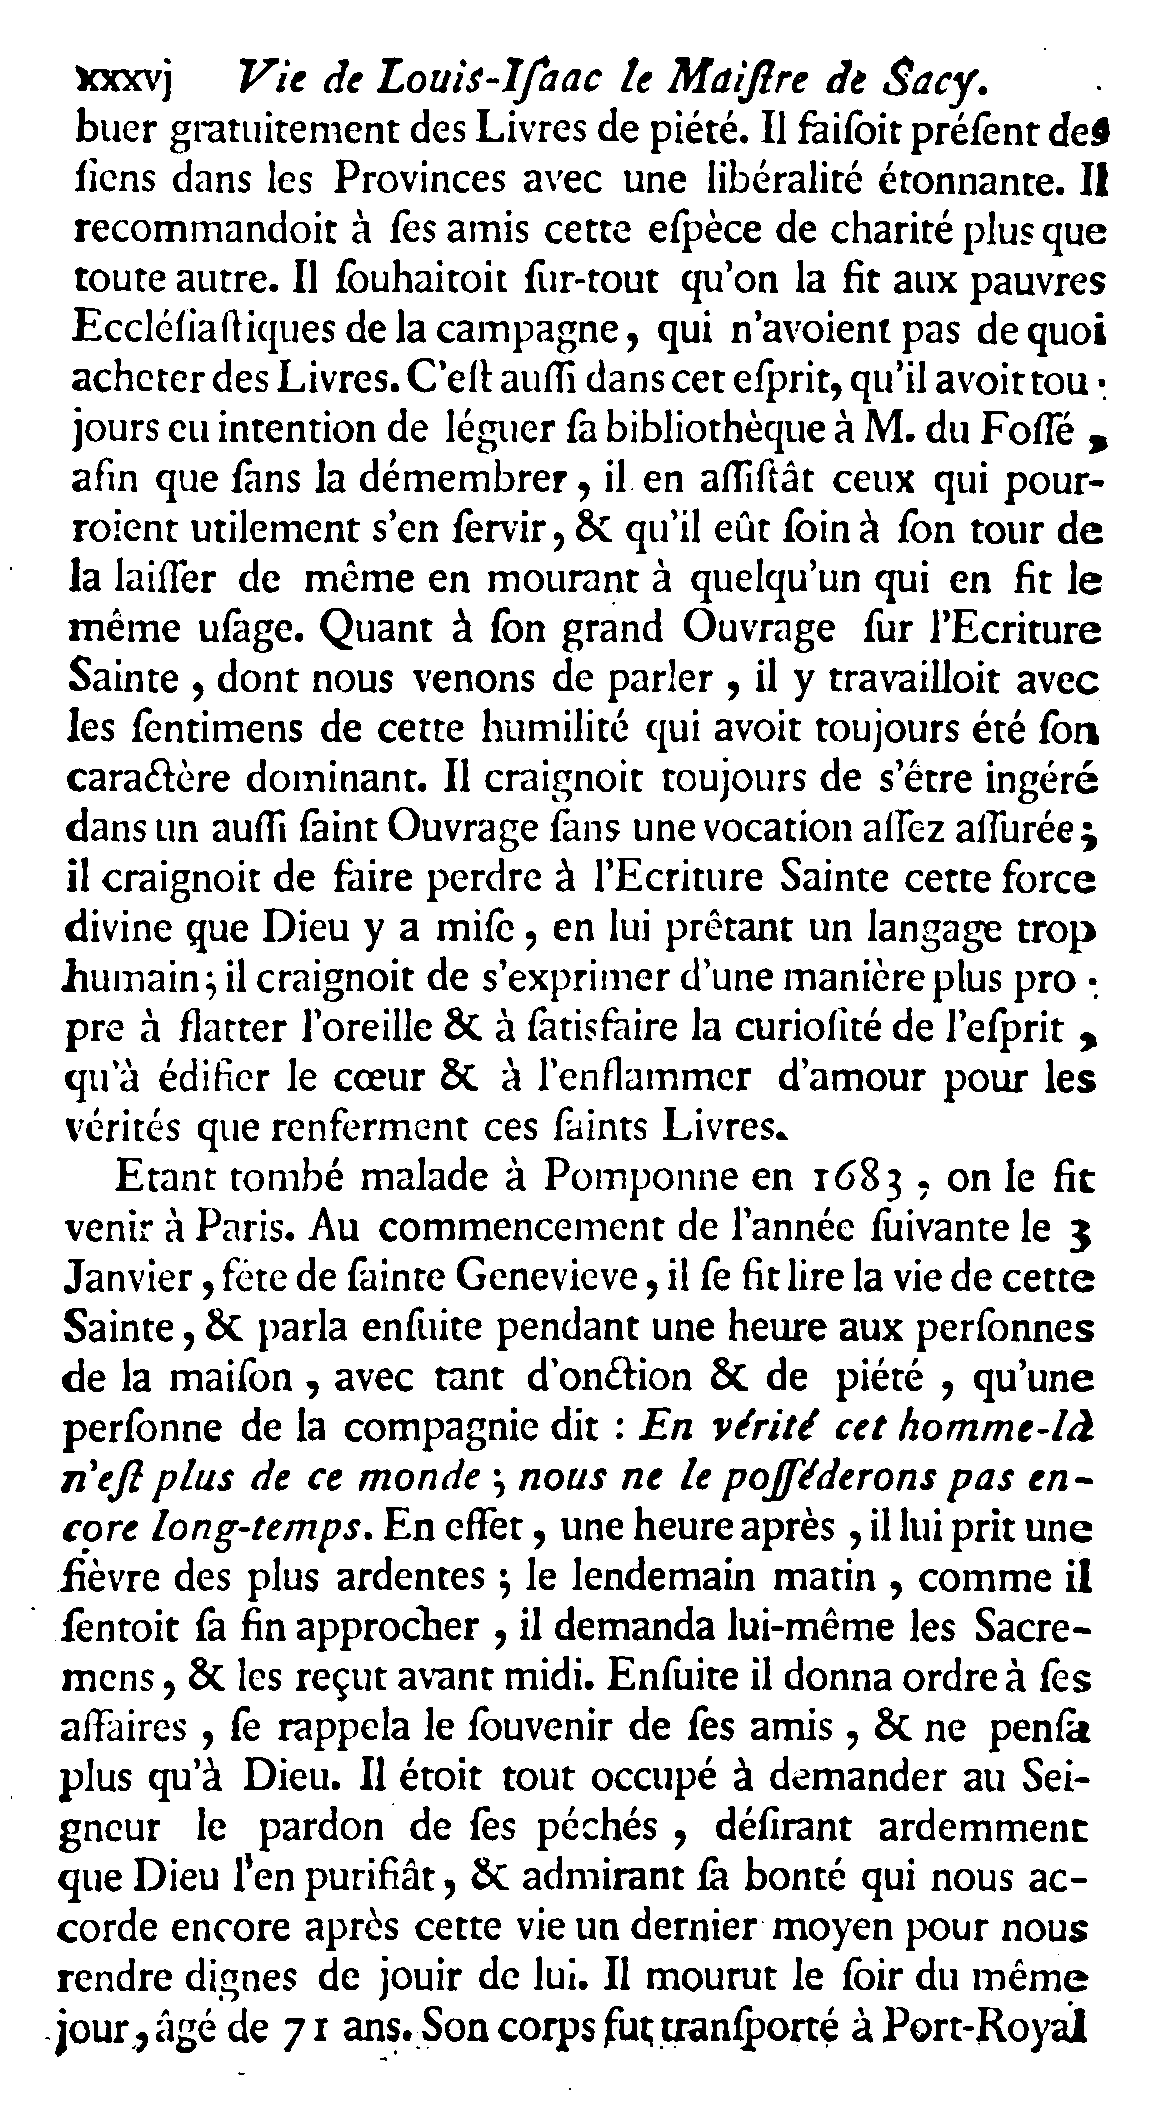 xxxvj Vie de Louis-Iſaac le Maiſtre de Sacy.
buer gratuitement des Livres de piété. Il faiſoit préſent des
ſiens dans les Provinces avec une libéralité étonnante. Il
recommandoit à ſes amis cette eſpèce de charité plus que
toute autre. Il ſouhaitoit ſur-tout qu'on la fit aux pauvres
Eccléſiaſtiques de la campagne, qui n'avoient pas de quoi
acheter des Livres. C'eſt auſſi dans cet eſprit, qu'il avoit tou-
jours eu intention de léguer ſa bibliothèque à M. du Foſſé,
afin que ſans la démembrer, il en aſſiſtât ceux qui pour-
roient utilement s'en ſervir, & qu'il eût ſoin à ſon tour de
la laiſſer de même en mourant à quelqu'un qui en fit le
même uſage. Quant à ſon grand Ouvrage ſur l'Ecriture
Sainte, dont nous venons de parler, il y travailloit avec
les ſentimens de cette humilité qui avoit toujours été ſon
caractère dominant. Il craignoit toujours de s'être ingéré
dans un auſſi ſaint Ouvrage ſans une vocation aſſez aſſurée;
il craignoit de faire perdre à l'Ecriture Sainte cette force
divine que Dieu y a miſe, en lui prêtant un langage trop
humain; il craignoit de s'exprimer d'une manière plus pro-
pre à flatter l'oreille & à ſatisfaire la curioſité de l'eſprit,
qu'à édifier le cœur & à l'enflammer d'amour pour les
vérités que renferment ces ſaints Livres.
Etant tombé malade à Pomponne en 1683, on le fit
venir à Paris. Au commencement de l'année ſuivante le 3
Janvier, fête de ſainte Genevieve, il ſe fit lire la vie de cette
Sainte, & parla enſuite pendant une heure aux perſonnes
de la maiſon, avec tant d'onction & de piété, qu'une
perſonne de la compagnie dit : En vérité cet homme-là
n'eſt plus de ce monde; nous ne le poſſéderons pas en-
core long-temps. En effet, une heure après, il lui prit une
fièvre des plus ardentes; le lendemain matin, comme il
ſentoit ſa fin approcher, il demanda lui-même les Sacre-
mens, & les reçut avant midi. Enſuite il donna ordre à ſes
affaires, ſe rappela le ſouvenir de ſes amis, & ne penſa
plus qu'à Dieu. Il étoit tout occupé à demander au Sei-
gneur le pardon de ſes péchés, déſirant ardemment
que Dieu l'en purifiât, & admirant ſa bonté qui nous ac-
corde encore après cette vie un dernier moyen pour nous
rendre dignes de jouir de lui. Il mourut le ſoir du même
jour, âgé de 71 ans. Son corps fut tranſporté à Port-Royal